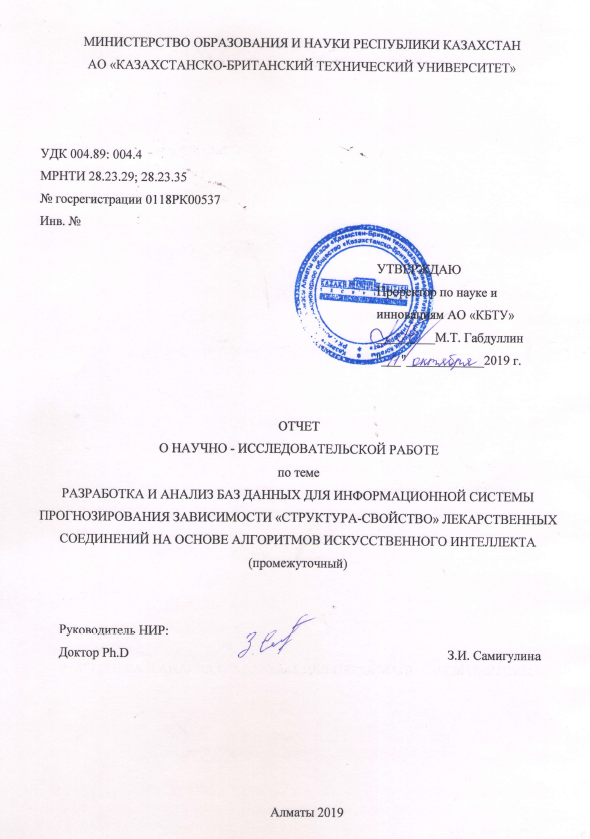 МИНИСТЕРСТВО ОБРАЗОВАНИЯ И НАУКИ РЕСПУБЛИКИ КАЗАХСТАН
АО «КАЗАХСТАНСКО-БРИТАНСКИЙ ТЕХНИЧЕСКИЙ УНИВЕРСИТЕТ»
УДК 004.89: 004.4
МРНТИ 28.23.29; 28.23.35
№ госрегистрации 0118РК00537
Инв. №
УТВЕРЖДАЮ
Проректор по науке и
инновациям АО «КБТУ»
М.Т. Габдуллин
"11" октября 2019 г.
ОТЧЕТ
О НАУЧНО - ИССЛЕДОВАТЕЛЬСКОЙ РАБОТЕ
по теме
РАЗРАБОТКА И АНАЛИЗ БАЗ ДАННЫХ ДЛЯ ИНФОРМАЦИОННОЙ СИСТЕМЫ
ПРОГНОЗИРОВАНИЯ ЗАВИСИМОСТИ «СТРУКТУРА-СВОЙСТВО» ЛЕКАРСТВЕННЫХ
СОЕДИНЕНИЙ НА ОСНОВЕ АЛГОРИТМОВ ИСКУССТВЕННОГО ИНТЕЛЛЕКТА
(промежуточный)
Руководитель НИР:
Доктор Ph.D З.И. Самигулина
Алматы 2019